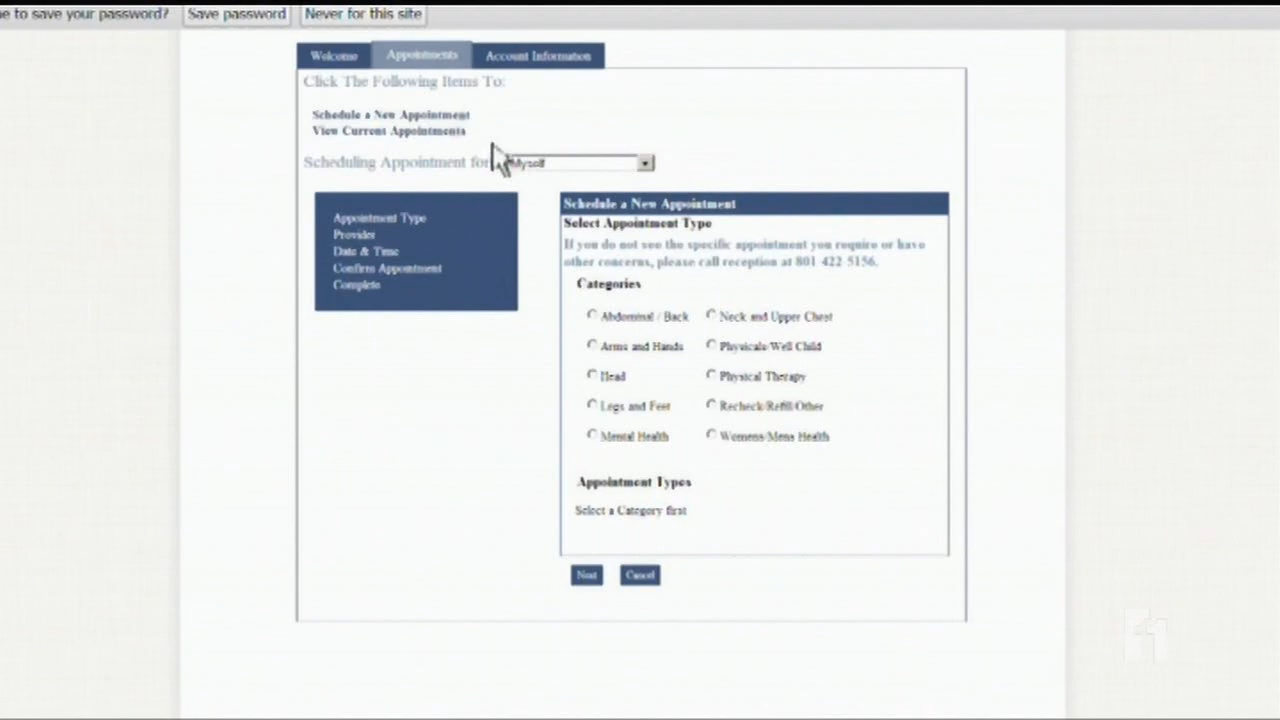 e to save your password? Save password Never for this site
Welcome Appointments Account Information
Click The Following Items To:
Schedule a New Appointment
View Current Appointments
Scheduling Appointment for Myself
Appointment Type
Provider
Date & Time
Confirm Appointment
Complete
Schedule a New Appointment
Select Appointment Type
If you do not see the specific appointment you require or have
other concerns, please call reception at 801 422 5156.
Categories
Abdominal / Back Neck and Upper Chest
Arms and Hands Physicals/Well Child
Head Physical Therapy
Legs and Feet Recheck/Refill/Other
Mental Health Womens/Mens Health
Appointment Types
Select a Category first
Next Cancel